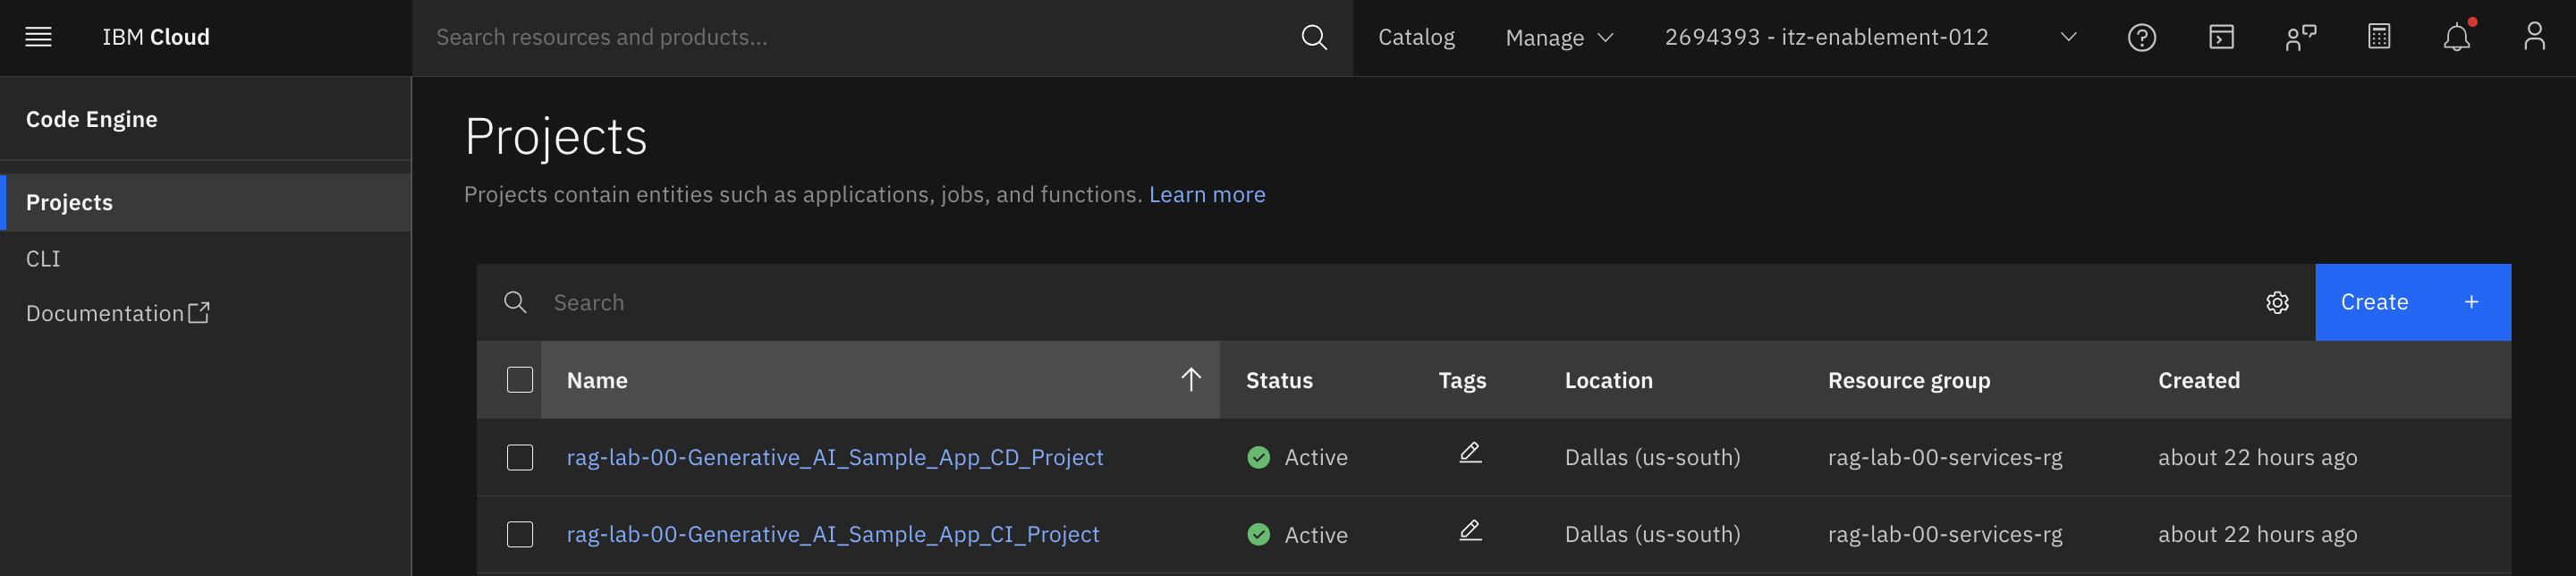 IBM Cloud
Search resources and products...
Catalog
Manage
2694393 - itz-enablement-012
Code Engine
Projects
CLI
Documentation
Projects
Projects contain entities such as applications, jobs, and functions. Learn more
Search
Create +
Name Status Tags Location Resource group Created
rag-lab-00-Generative_AI_Sample_App_CD_Project Active Dallas (us-south) rag-lab-00-services-rg about 22 hours ago
rag-lab-00-Generative_AI_Sample_App_CI_Project Active Dallas (us-south) rag-lab-00-services-rg about 22 hours ago